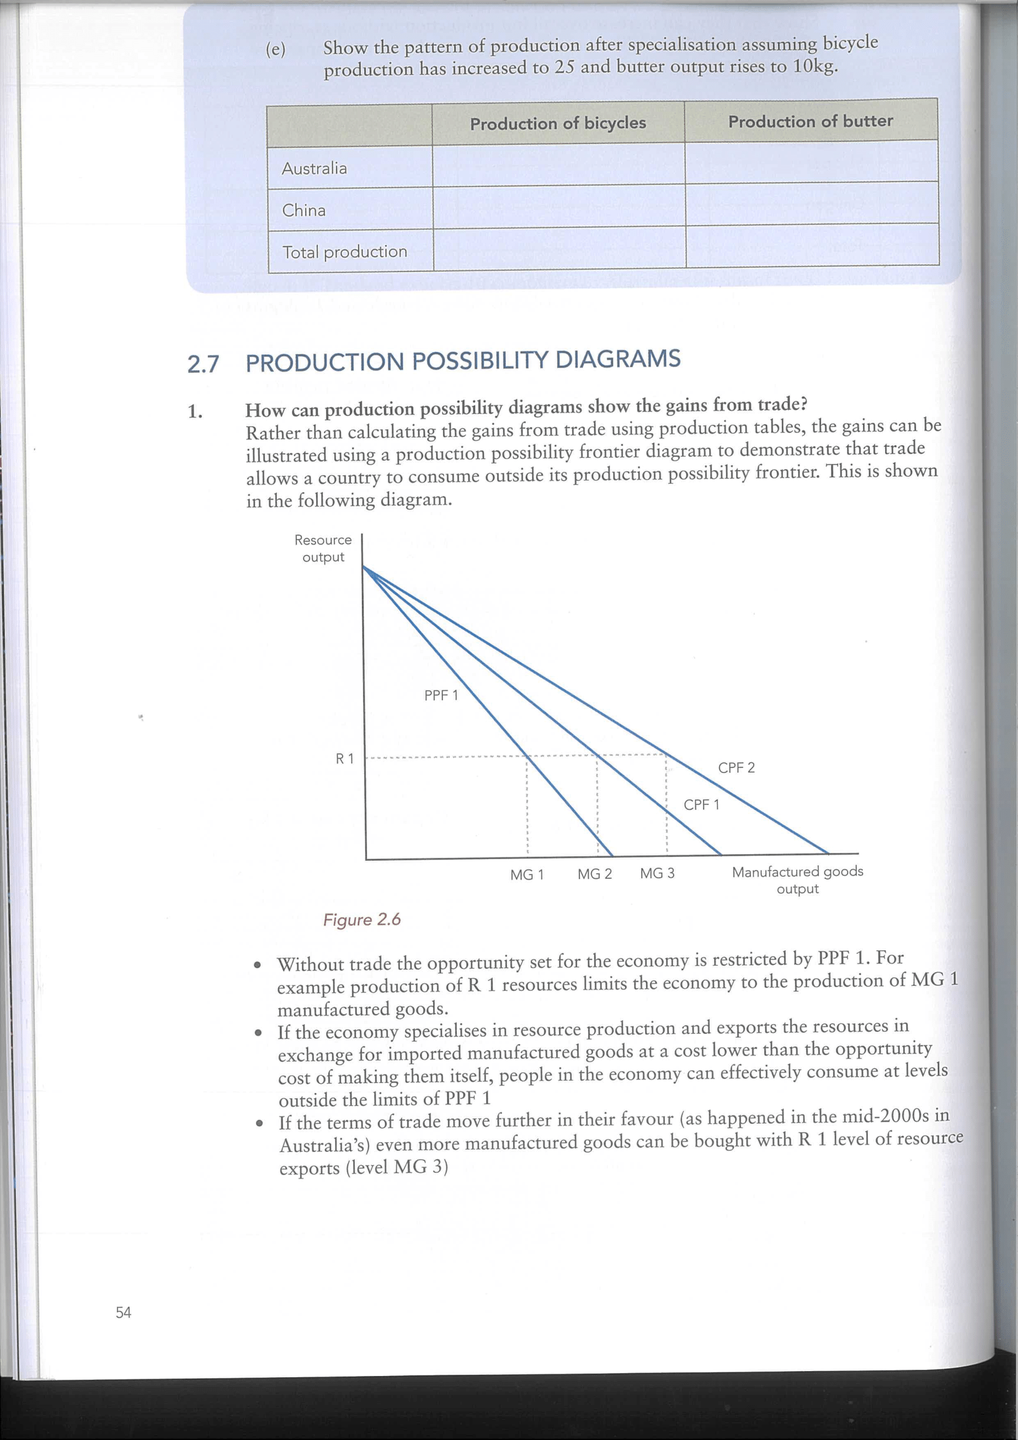 (e) Show the pattern of production after specialisation assuming bicycle
production has increased to 25 and butter output rises to 10kg.
Production of bicycles Production of butter
Australia
China
Total production
2.7 PRODUCTION POSSIBILITY DIAGRAMS
1. How can production possibility diagrams show the gains from trade?
Rather than calculating the gains from trade using production tables, the gains can be
illustrated using a production possibility frontier diagram to demonstrate that trade
allows a country to consume outside its production possibility frontier. This is shown
in the following diagram.
Resource
output
PPF 1
R 1
CPF 2
CPF 1
MG 1 MG 2 MG 3 Manufactured goods
output
Figure 2.6
• Without trade the opportunity set for the economy is restricted by PPF 1. For
example production of R 1 resources limits the economy to the production of MG 1
manufactured goods.
• If the economy specialises in resource production and exports the resources in
exchange for imported manufactured goods at a cost lower than the opportunity
cost of making them itself, people in the economy can effectively consume at levels
outside the limits of PPF 1
• If the terms of trade move further in their favour (as happened in the mid-2000s in
Australia's) even more manufactured goods can be bought with R 1 level of resource
exports (level MG 3)
54